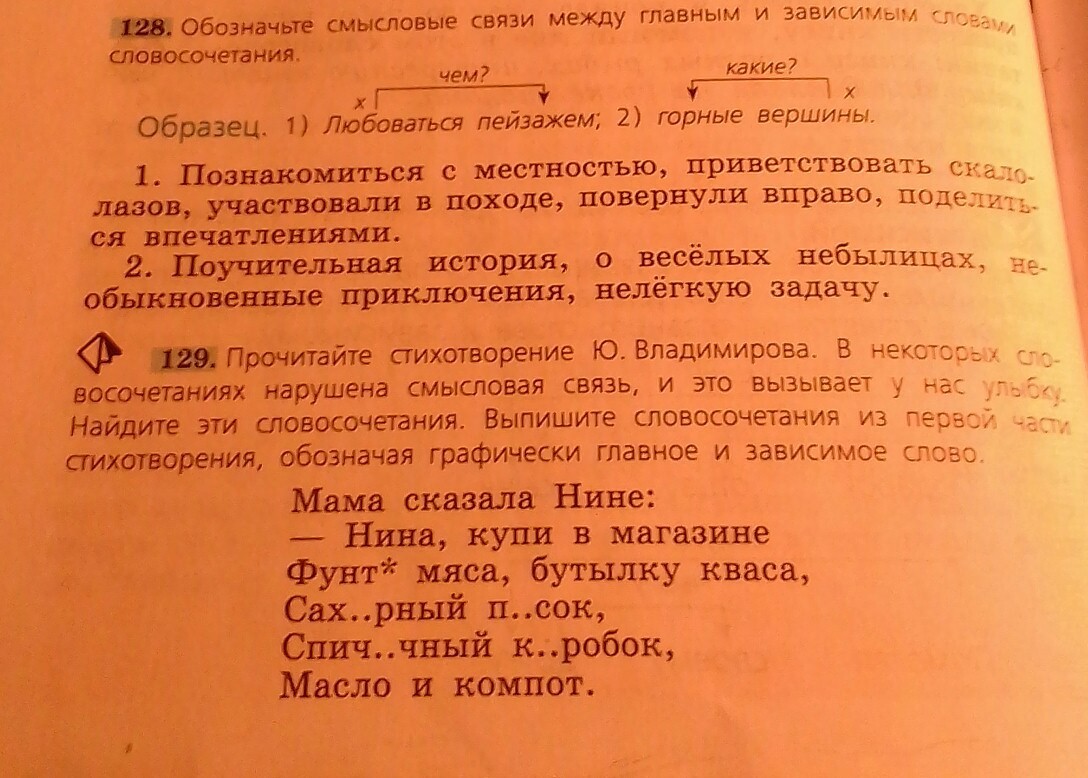 128. Обозначьте смысловые связи между главным и зависимым словами
словосочетания.
чем? какие?
х х
Образец. 1) Любоваться пейзажем; 2) горные вершины.
1. Познакомиться с местностью, приветствовать скало-
лазов, участвовали в походе, повернули вправо, поделить-
ся впечатлениями.
2. Поучительная история, о весёлых небылицах, не-
обыкновенные приключения, нелёгкую задачу.
129. Прочитайте стихотворение Ю. Владимирова. В некоторых сло-
восочетаниях нарушена смысловая связь, и это вызывает у нас улыбку.
Найдите эти словосочетания. Выпишите словосочетания из первой части
стихотворения, обозначая графически главное и зависимое слово.
Мама сказала Нине:
— Нина, купи в магазине
Фунт* мяса, бутылку кваса,
Сах..рный п..сок,
Спич..чный к..робок,
Масло и компот.